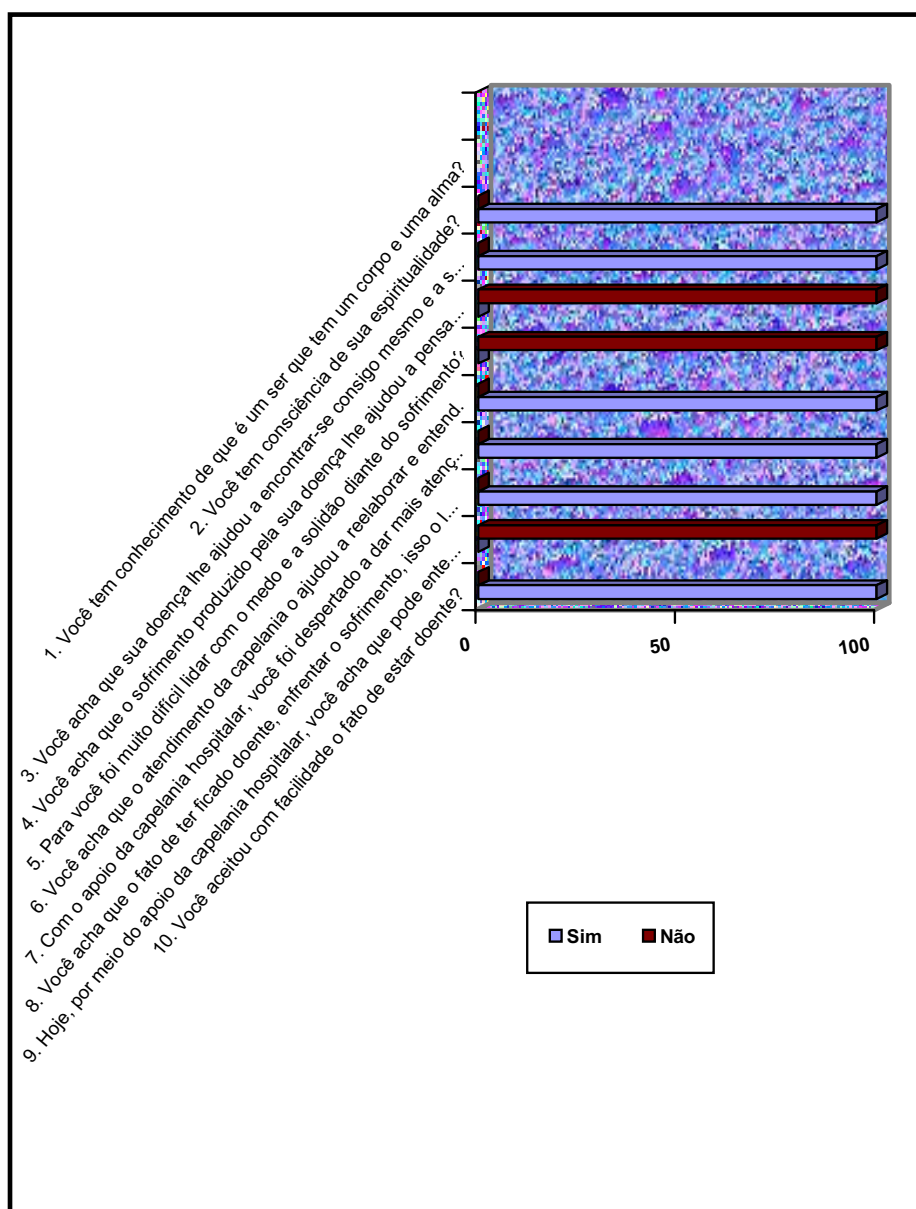 1. Você tem conhecimento de que é um ser que tem um corpo e uma alma?
2. Você tem consciência de sua espiritualidade?
3. Você acha que sua doença lhe ajudou a encontrar-se consigo mesmo e a s...
4. Você acha que o sofrimento produzido pela sua doença lhe ajudou a pensa...
5. Para você foi muito difícil lidar com o medo e a solidão diante do sofrimento?
6. Você acha que o atendimento da capelania o ajudou a reelaborar e entend.
7. Com o apoio da capelania hospitalar, você foi despertado a dar mais atenç..
8. Você acha que o fato de ter ficado doente, enfrentar o sofrimento, isso o l...
9. Hoje, por meio do apoio da capelania hospitalar, você acha que pode ente...
10. Você aceitou com facilidade o fato de estar doente?
0 50 100
Sim Não